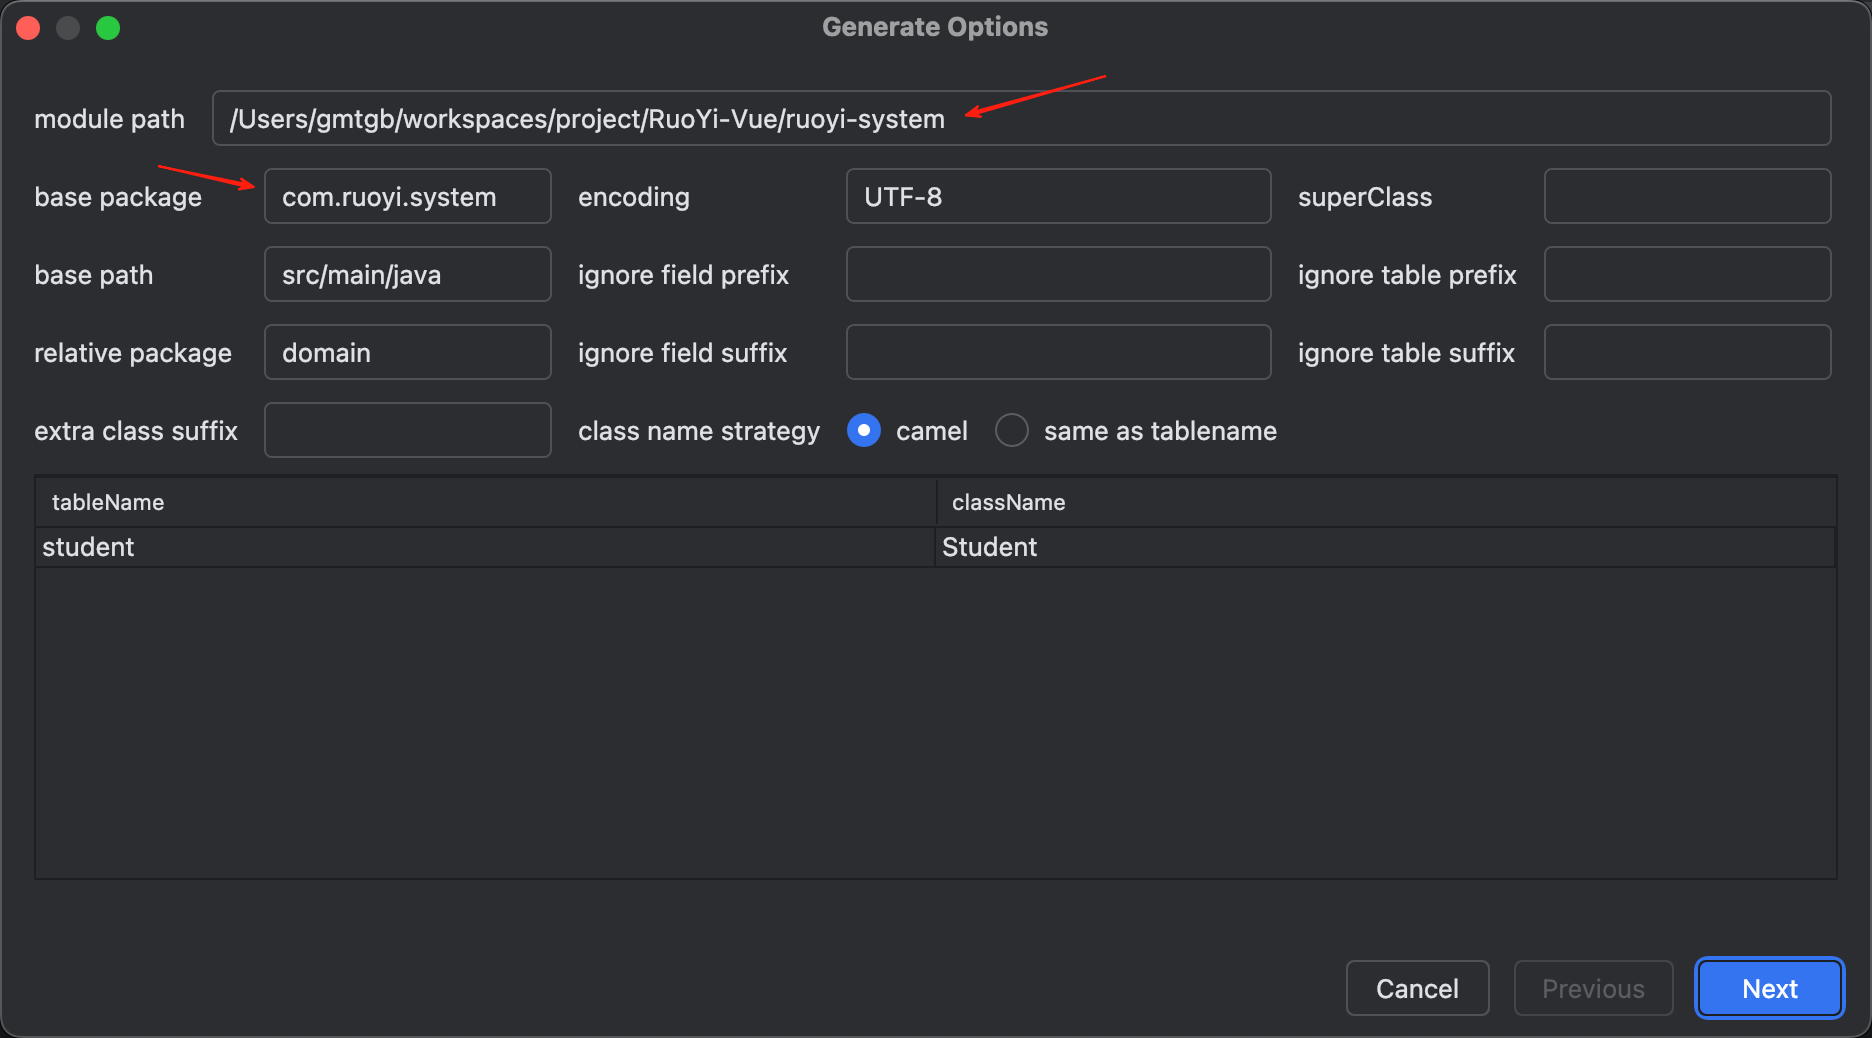 Generate Options
module path /Users/gmtgb/workspaces/project/RuoYi-Vue/ruoyi-system
base package com.ruoyi.system encoding UTF-8 superClass
base path src/main/java ignore field prefix ignore table prefix
relative package domain ignore field suffix ignore table suffix
extra class suffix class name strategy camel same as tablename
tableName className
student Student
Cancel Previous Next